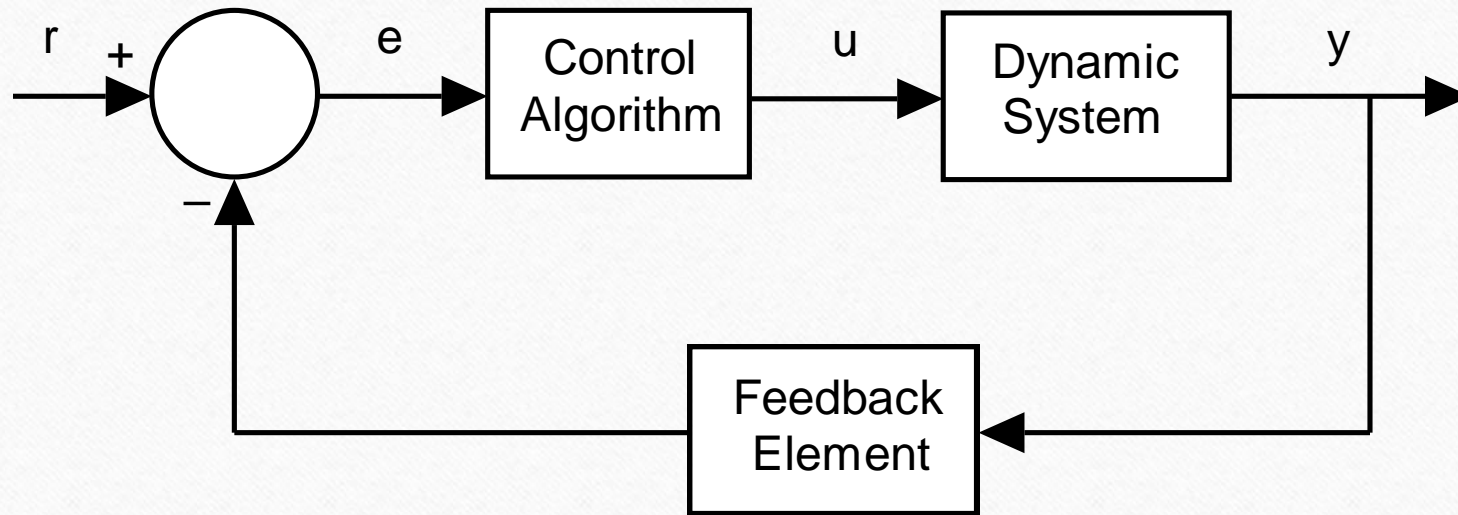 r
+
e
Control
Algorithm
u
Dynamic
System
y
–
Feedback
Element